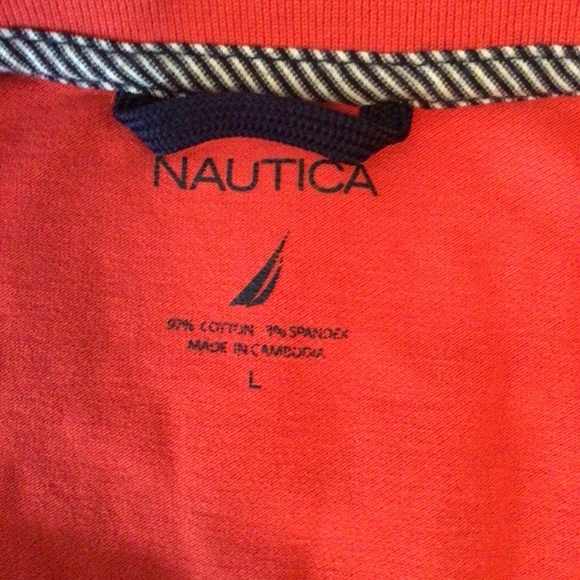 NAUTICA
97% COTTON 3% SPANDEX
MADE IN CAMBODIA
L